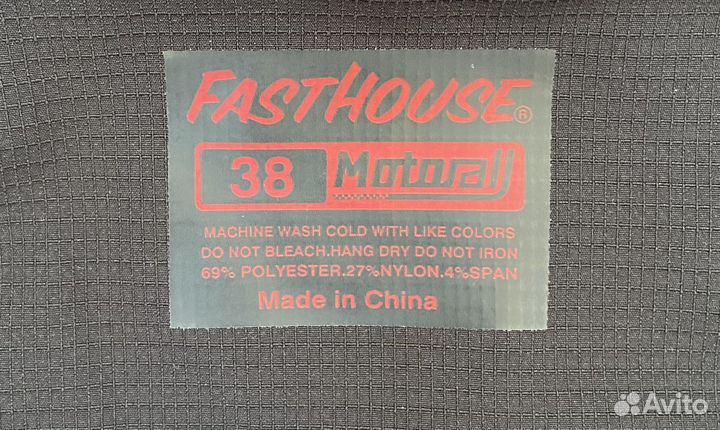 FASTHOUSE®
38 Motorall
MACHINE WASH COLD WITH LIKE COLORS
DO NOT BLEACH.HANG DRY DO NOT IRON
69% POLYESTER.27%NYLON.4%SPAN
Made in China
Avito